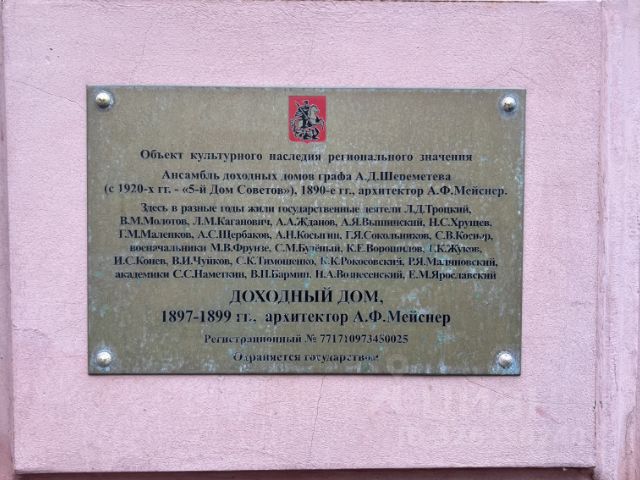 Объект культурного наследия регионального значения
Ансамбль доходных домов графа А.Д.Шереметева
(с 1920-х гг. - «5-й Дом Советов»), 1890-е гг., архитектор А.Ф.Мейснер.
Здесь в разные годы жили государственные деятели Л.Д.Троцкий,
В.М.Молотов, Л.М.Каганович, А.А.Жданов, А.Я.Вышинский, Н.С.Хрущев,
Г.М.Маленков, А.С.Щербаков, А.Н.Косыгин, Г.Я.Сокольников, С.В.Косиор,
военачальники М.В.Фрунзе, С.М.Будёный, К.Е.Ворошилов, Г.К.Жуков,
И.С.Конев, В.И.Чуйков, С.К.Тимошенко, К.К.Рокосовский, Р.Я.Малиновский,
академики С.С.Наметкин, В.П.Бармин, Н.А.Вознесенский, Е.М.Ярославский
ДОХОДНЫЙ ДОМ,
1897-1899 гг., архитектор А.Ф.Мейснер
Регистрационный № 771710973450025
Охраняется государством